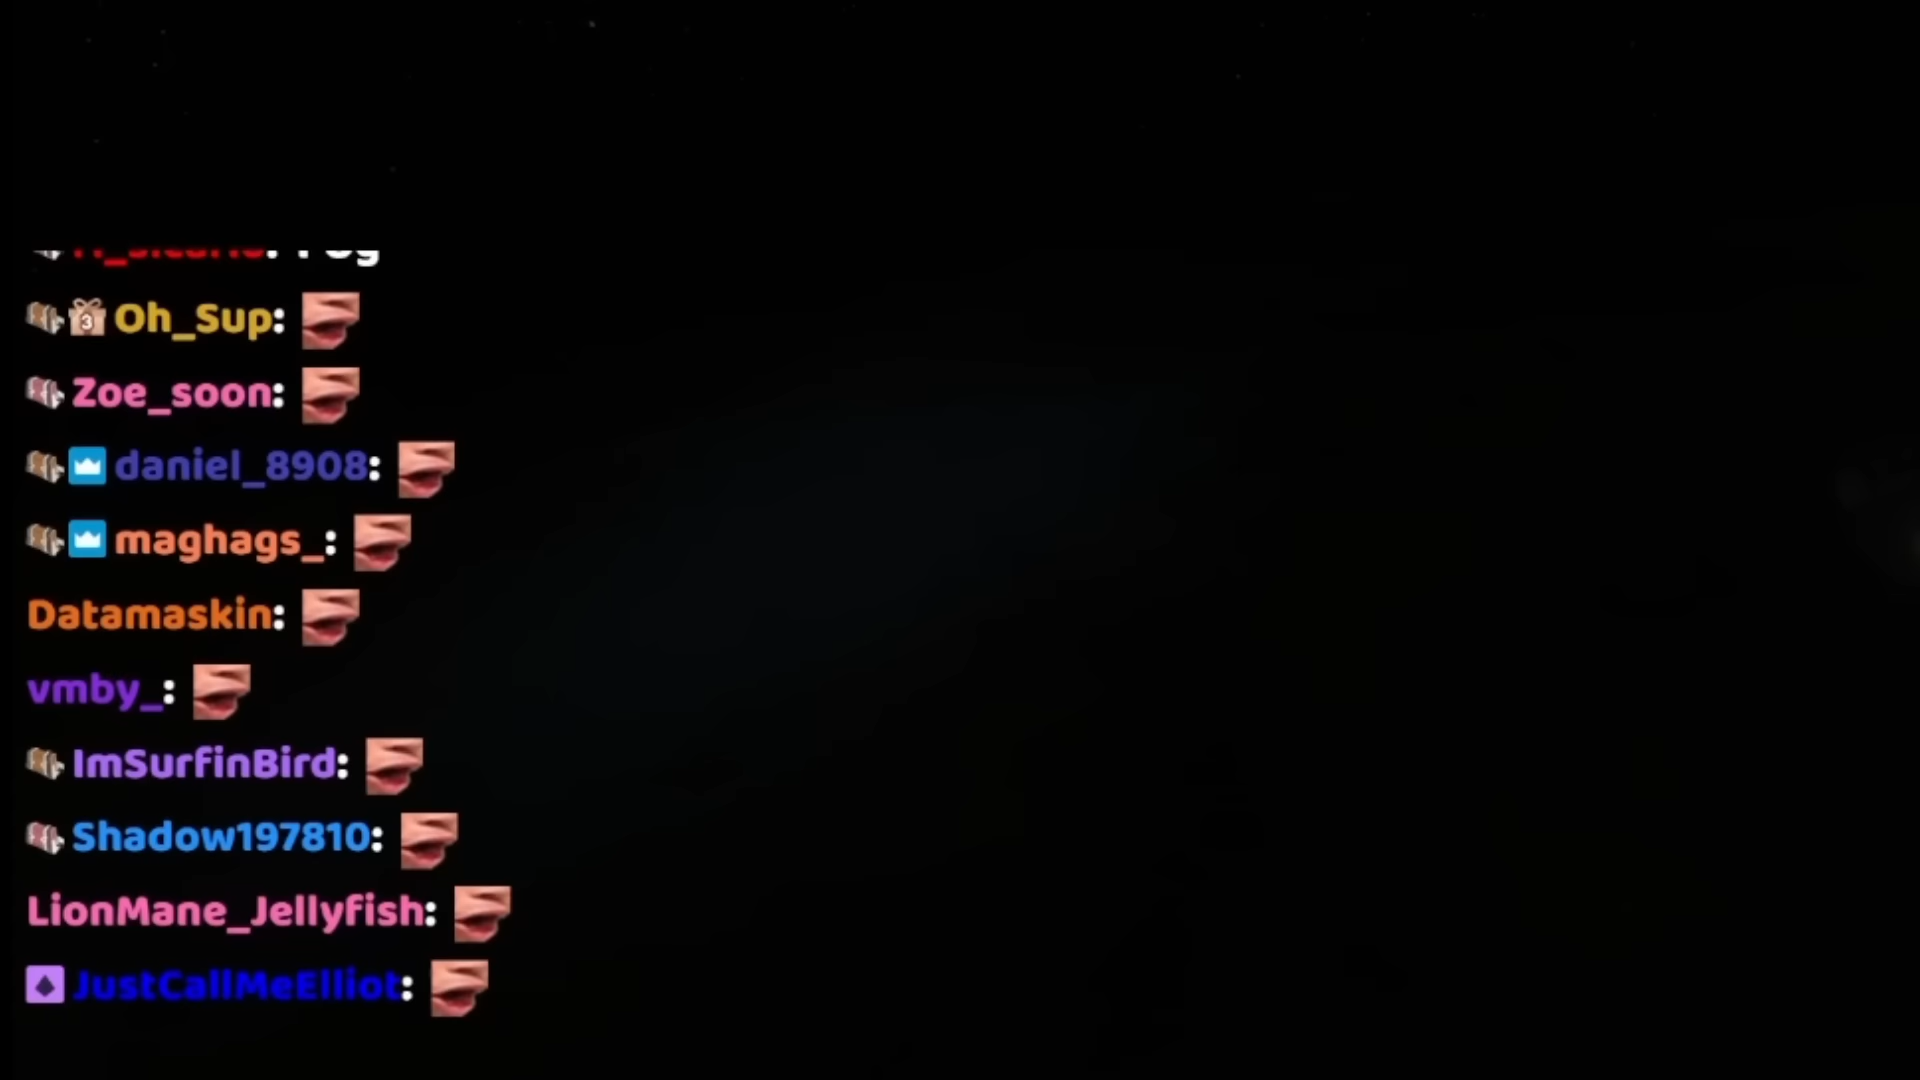 Oh_Sup:
Zoe_soon:
daniel_8908:
maghags_:
Datamaskin:
vmby_:
ImSurfinBird:
Shadow197810:
LionMane_Jellyfish:
JustCallMeElliot: